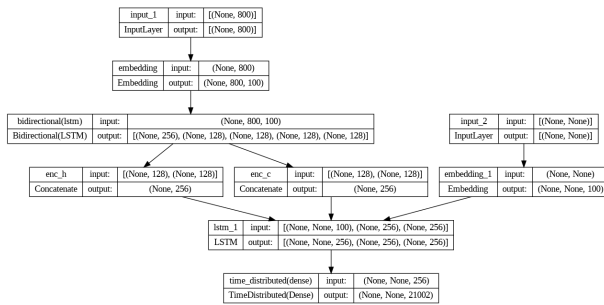 input_1 input: [(None, 800)]
InputLayer output: [(None, 800)]
embedding input: (None, 800)
Embedding output: (None, 800, 100)
bidirectional(lstm) input: (None, 800, 100)
Bidirectional(LSTM) output: [(None, 256), (None, 128), (None, 128), (None, 128), (None, 128)]
input_2 input: [(None, None)]
InputLayer output: [(None, None)]
enc_h input: [(None, 128), (None, 128)]
Concatenate output: (None, 256)
enc_c input: [(None, 128), (None, 128)]
Concatenate output: (None, 256)
embedding_1 input: (None, None)
Embedding output: (None, None, 100)
lstm_1 input: [(None, None, 100), (None, 256), (None, 256)]
LSTM output: [(None, None, 256), (None, 256), (None, 256)]
time_distributed(dense) input: (None, None, 256)
TimeDistributed(Dense) output: (None, None, 21002)